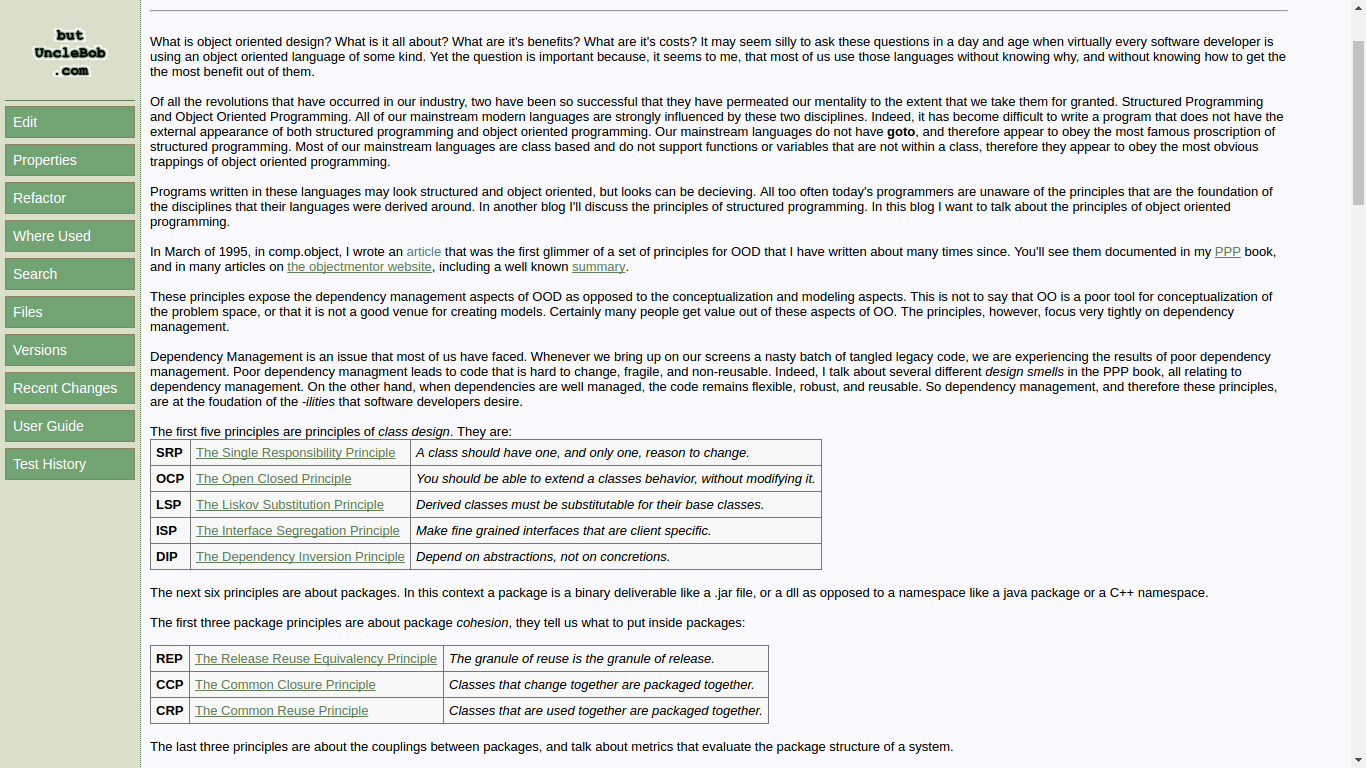 but
UncleBob
.com
Edit
Properties
Refactor
Where Used
Search
Files
Versions
Recent Changes
User Guide
Test History
What is object oriented design? What is it all about? What are it's benefits? What are it's costs? It may seem silly to ask these questions in a day and age when virtually every software developer is
using an object oriented language of some kind. Yet the question is important because, it seems to me, that most of us use those languages without knowing why, and without knowing how to get the
the most benefit out of them.
Of all the revolutions that have occurred in our industry, two have been so successful that they have permeated our mentality to the extent that we take them for granted. Structured Programming
and Object Oriented Programming. All of our mainstream modern languages are strongly influenced by these two disciplines. Indeed, it has become difficult to write a program that does not have the
external appearance of both structured programming and object oriented programming. Our mainstream languages do not have goto, and therefore appear to obey the most famous proscription of
structured programming. Most of our mainstream languages are class based and do not support functions or variables that are not within a class, therefore they appear to obey the most obvious
trappings of object oriented programming.
Programs written in these languages may look structured and object oriented, but looks can be decieving. All too often today's programmers are unaware of the principles that are the foundation of
the disciplines that their languages were derived around. In another blog I'll discuss the principles of structured programming. In this blog I want to talk about the principles of object oriented
programming.
In March of 1995, in comp.object, I wrote an article that was the first glimmer of a set of principles for OOD that I have written about many times since. You'll see them documented in my PPP book,
and in many articles on the objectmentor website, including a well known summary.
These principles expose the dependency management aspects of OOD as opposed to the conceptualization and modeling aspects. This is not to say that OO is a poor tool for conceptualization of
the problem space, or that it is not a good venue for creating models. Certainly many people get value out of these aspects of OO. The principles, however, focus very tightly on dependency
management.
Dependency Management is an issue that most of us have faced. Whenever we bring up on our screens a nasty batch of tangled legacy code, we are experiencing the results of poor dependency
management. Poor dependency managment leads to code that is hard to change, fragile, and non-reusable. Indeed, I talk about several different design smells in the PPP book, all relating to
dependency management. On the other hand, when dependencies are well managed, the code remains flexible, robust, and reusable. So dependency management, and therefore these principles,
are at the foudation of the -ilities that software developers desire.
The first five principles are principles of class design. They are:
SRP The Single Responsibility Principle A class should have one, and only one, reason to change.
OCP The Open Closed Principle You should be able to extend a classes behavior, without modifying it.
LSP The Liskov Substitution Principle Derived classes must be substitutable for their base classes.
ISP The Interface Segregation Principle Make fine grained interfaces that are client specific.
DIP The Dependency Inversion Principle Depend on abstractions, not on concretions.
The next six principles are about packages. In this context a package is a binary deliverable like a .jar file, or a dll as opposed to a namespace like a java package or a C++ namespace.
The first three package principles are about package cohesion, they tell us what to put inside packages:
REP The Release Reuse Equivalency Principle The granule of reuse is the granule of release.
CCP The Common Closure Principle Classes that change together are packaged together.
CRP The Common Reuse Principle Classes that are used together are packaged together.
The last three principles are about the couplings between packages, and talk about metrics that evaluate the package structure of a system.